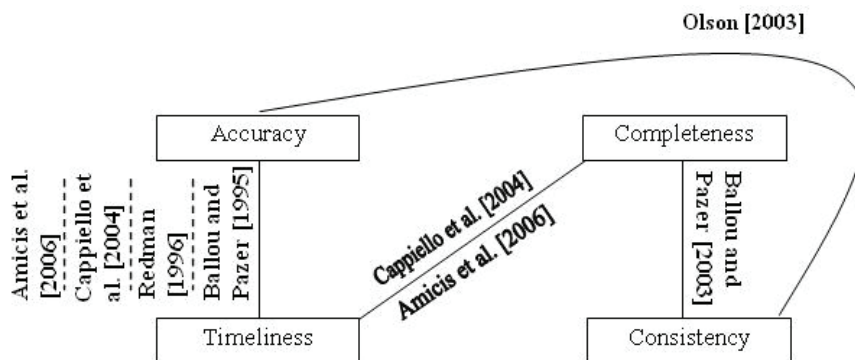 Olson [2003]
Accuracy
Completeness
Amicis et al.
[2006]
Cappiello et
al. [2004]
Redman
[1996]
Ballou and
Pazer [1995]
Cappiello et al. [2004]
Amicis et al. [2006]
Ballou and
Pazer [2003]
Timeliness
Consistency